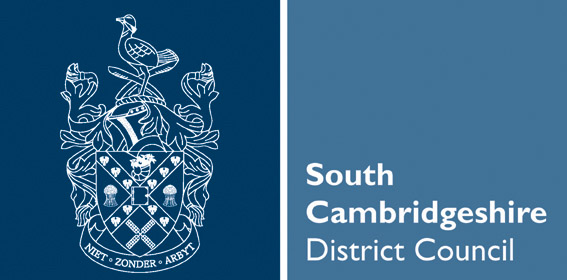 NIET ◦ ZONDER ◦ ARBYT
South
Cambridgeshire
District Council